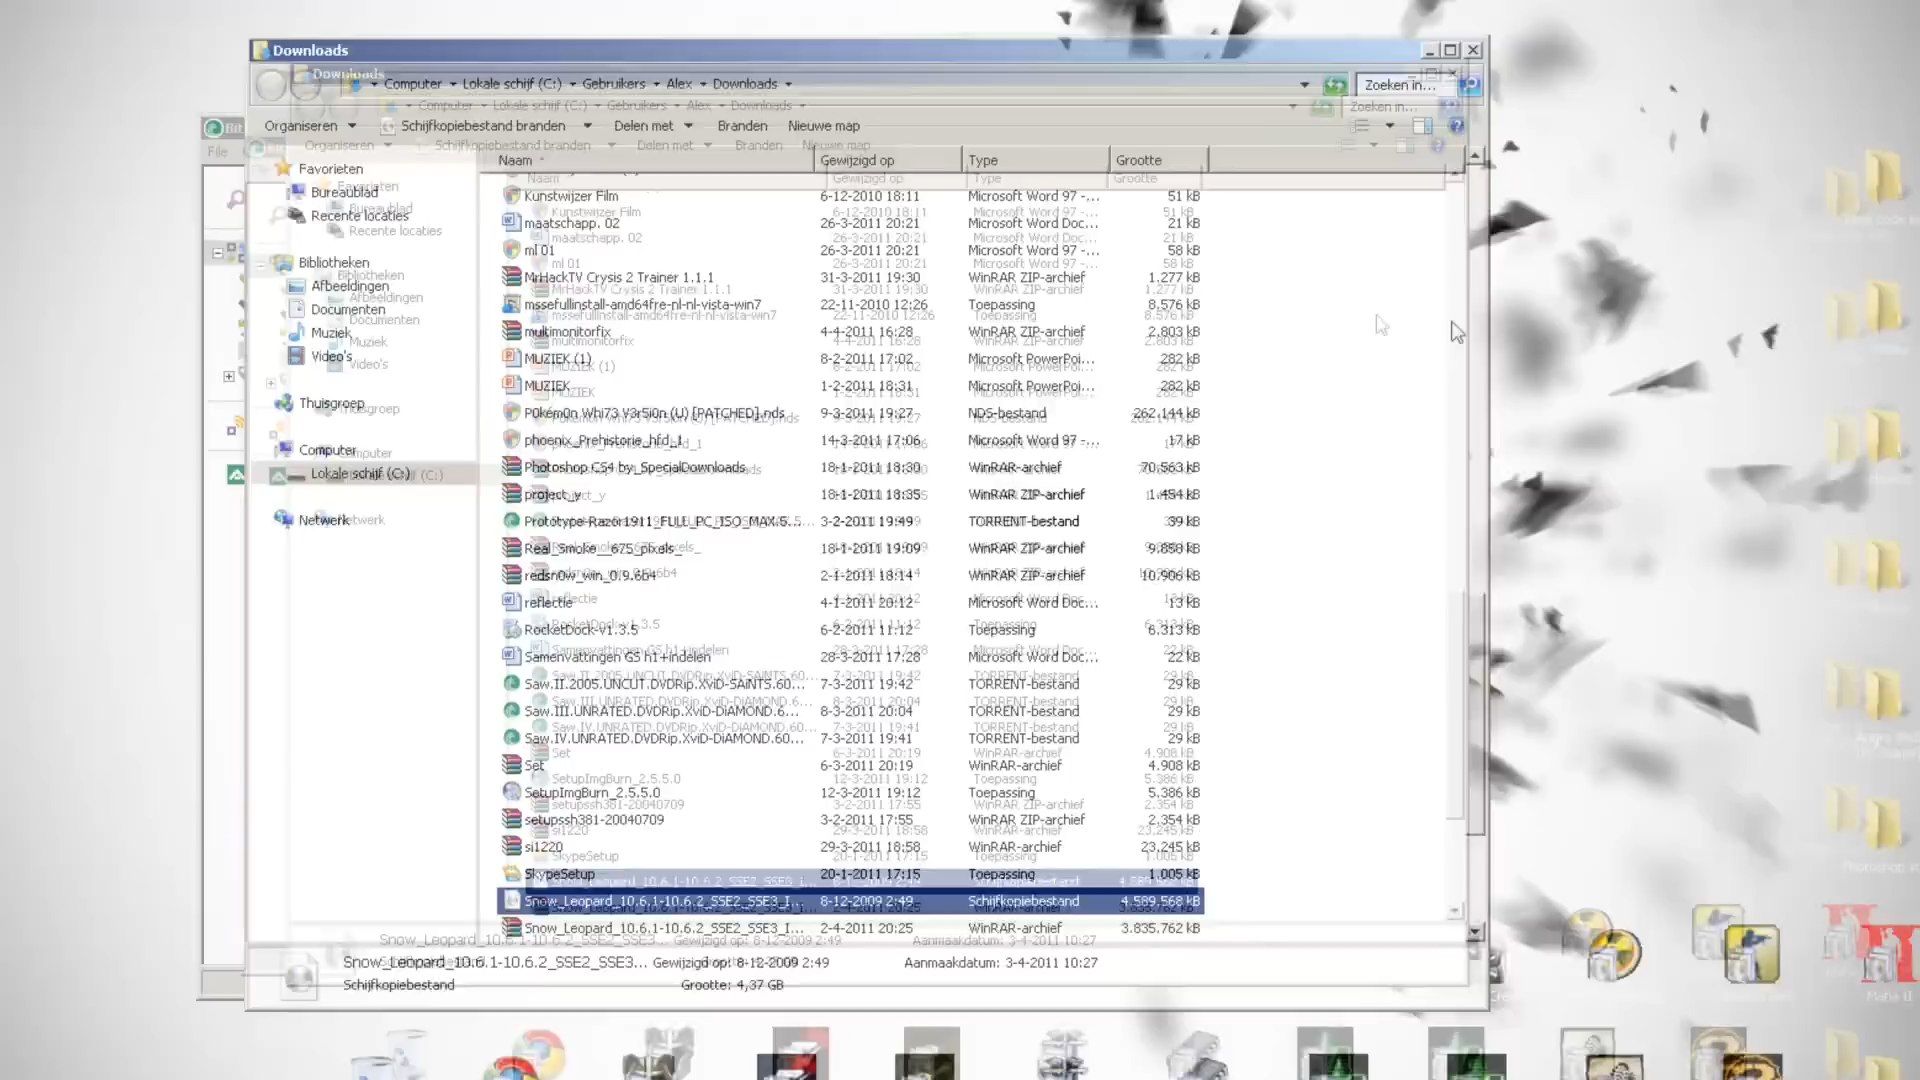 Downloads
Computer Lokale schijf (C:) Gebruikers Alex Downloads
Zoeken in...
Organiseren Schijfkopiebestand branden Delen met Branden Nieuwe map
File
Naam Gewijzigd op Type Grootte
Favorieten
Bureaublad
Recente locaties
Bibliotheken
Afbeeldingen
Documenten
Muziek
Video's
Thuisgroep
Computer
Lokale schijf (C:)
Netwerk
Kunstwijzer Film 6-12-2010 18:11 Microsoft Word 97 -... 51 kB
maatschapp. 02 26-3-2011 20:21 Microsoft Word Doc... 21 kB
ml 01 26-3-2011 20:21 Microsoft Word 97 -... 58 kB
MrHackTV Crysis 2 Trainer 1.1.1 31-3-2011 19:30 WinRAR ZIP-archief 1.277 kB
mssefullinstall-amd64fre-nl-nl-vista-win7 22-11-2010 12:26 Toepassing 8.576 kB
multimonitorfix 4-4-2011 16:28 WinRAR ZIP-archief 2.803 kB
MUZIEK (1) 8-2-2011 17:02 Microsoft PowerPoi... 282 kB
MUZIEK 1-2-2011 18:31 Microsoft PowerPoi... 282 kB
P0kém0n Whi73 V3r5i0n (U) [PATCHED].nds 9-3-2011 19:27 NDS-bestand 262.144 kB
phoenix_Prehistorie_hfd_1 14-3-2011 17:06 Microsoft Word 97 -... 17 kB
Photoshop CS4 by_SpecialDownloads 18-1-2011 18:30 WinRAR-archief 70.563 kB
project_y 18-1-2011 18:35 WinRAR-archief 1.454 kB
Prototype-Razor1911_FULL_PC_ISO_MAX.S... 3-2-2011 19:49 TORRENT-bestand 39 kB
Real_Smoke__675_pixels_ 18-1-2011 19:09 WinRAR ZIP-archief 9.858 kB
redsn0w_win_0.9.6b4 2-1-2011 18:14 WinRAR ZIP-archief 10.906 kB
reflectie 4-1-2011 20:12 Microsoft Word Doc... 13 kB
RocketDock-v1.3.5 6-2-2011 11:12 Toepassing 6.313 kB
Samenvattingen GS h1+indelen 28-3-2011 17:28 Microsoft Word Doc... 22 kB
Saw.II.2005.UNCUT.DVDRip.XviD-SAiNTS.60... 7-3-2011 19:42 TORRENT-bestand 29 kB
Saw.III.UNRATED.DVDRip.XviD-DiAMOND.6... 8-3-2011 20:04 TORRENT-bestand 29 kB
Saw.IV.UNRATED.DVDRip.XviD-DiAMOND.60... 7-3-2011 19:41 TORRENT-bestand 29 kB
Set 6-3-2011 20:19 WinRAR-archief 4.908 kB
SetupImgBurn_2.5.5.0 12-3-2011 19:12 Toepassing 5.386 kB
setupssh381-20040709 3-2-2011 17:55 WinRAR ZIP-archief 2.354 kB
si1220 29-3-2011 18:58 WinRAR-archief 23.245 kB
SkypeSetup 20-1-2011 17:15 Toepassing 1.005 kB
Snow_Leopard_10.6.1-10.6.2_SSE2_SSE3_I... 8-12-2009 2:49 Schijfkopiebestand 4.589.568 kB
Snow_Leopard_10.6.1-10.6.2_SSE2_SSE3_I... 2-4-2011 20:25 WinRAR-archief 3.835.762 kB
Snow_Leopard_10.6.1-10.6.2_SSE2_SSE3... Gewijzigd op: 8-12-2009 2:49 Aanmaakdatum: 3-4-2011 10:27
Schijfkopiebestand Grootte: 4,37 GB
Mafia II